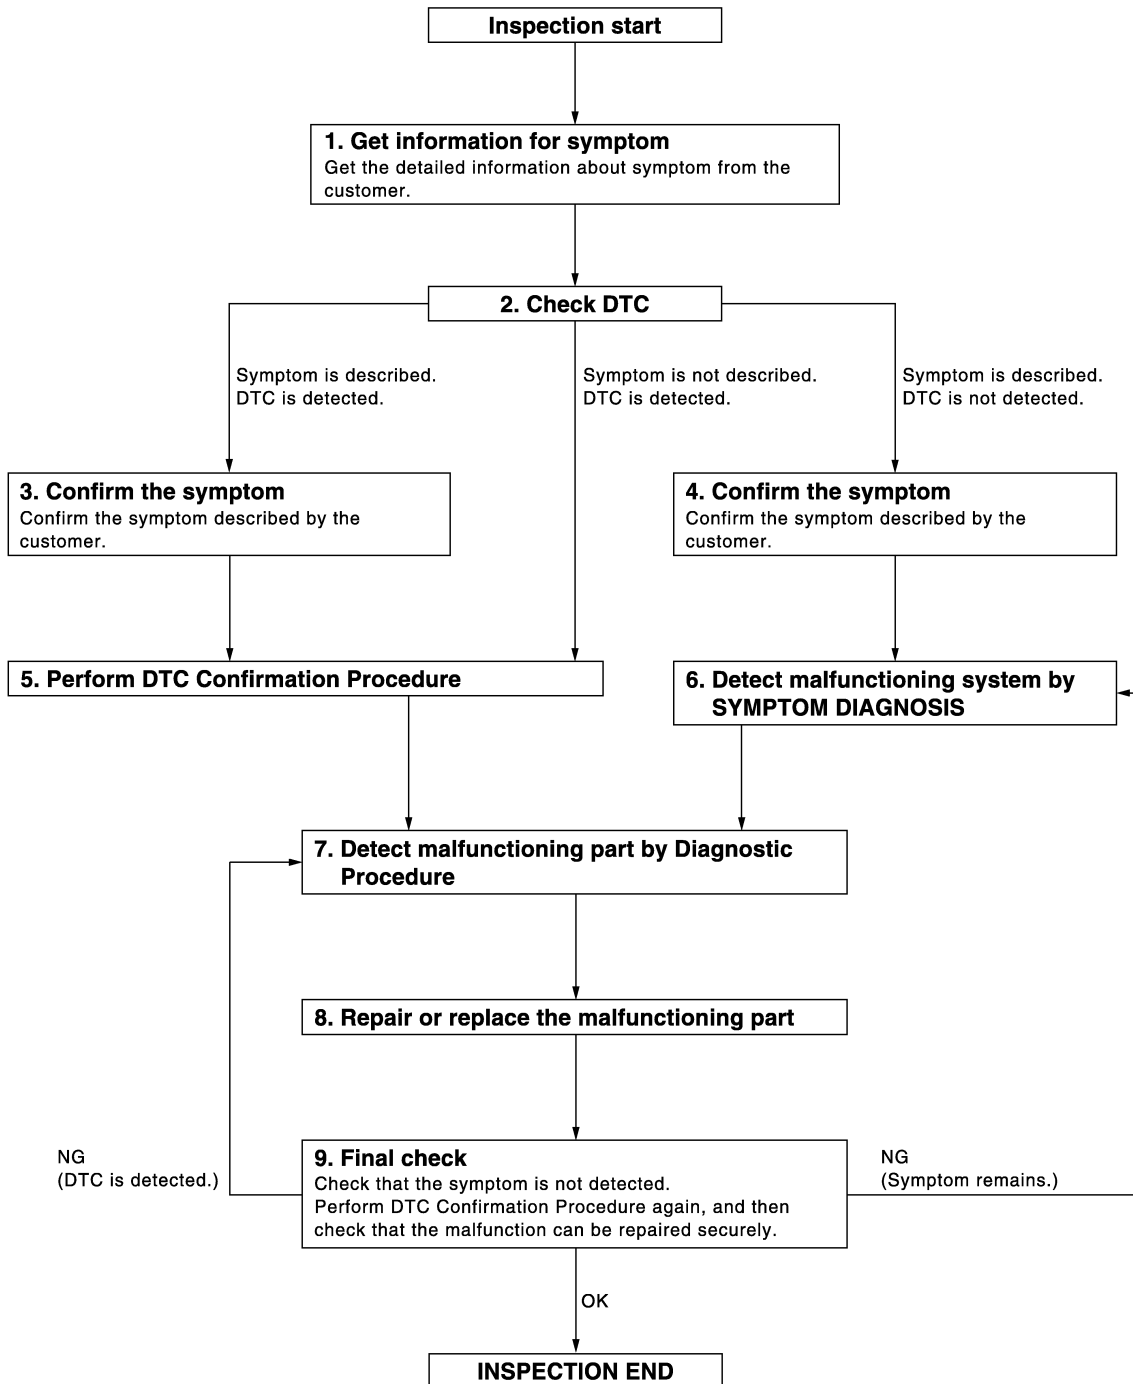 Inspection start
1. Get information for symptom
Get the detailed information about symptom from the
customer.
2. Check DTC
Symptom is described.
DTC is detected.
Symptom is not described.
DTC is detected.
Symptom is described.
DTC is not detected.
3. Confirm the symptom
Confirm the symptom described by the
customer.
4. Confirm the symptom
Confirm the symptom described by the
customer.
5. Perform DTC Confirmation Procedure
6. Detect malfunctioning system by
SYMPTOM DIAGNOSIS
7. Detect malfunctioning part by Diagnostic
Procedure
8. Repair or replace the malfunctioning part
NG
(DTC is detected.)
9. Final check
Check that the symptom is not detected.
Perform DTC Confirmation Procedure again, and then
check that the malfunction can be repaired securely.
NG
(Symptom remains.)
OK
INSPECTION END